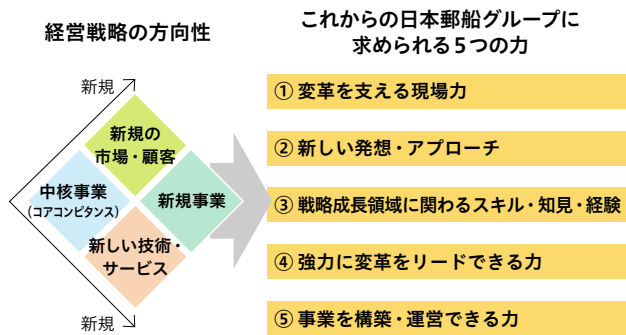 経営戦略の方向性
これからの日本郵船グループに
求められる5つの力
新規
新規の
市場・顧客
中核事業
(コアコンピタンス)
新規事業
新しい技術・
サービス
新規
① 変革を支える現場力
② 新しい発想・アプローチ
③ 戦略成長領域に関わるスキル・知見・経験
④ 強力に変革をリードできる力
⑤ 事業を構築・運営できる力